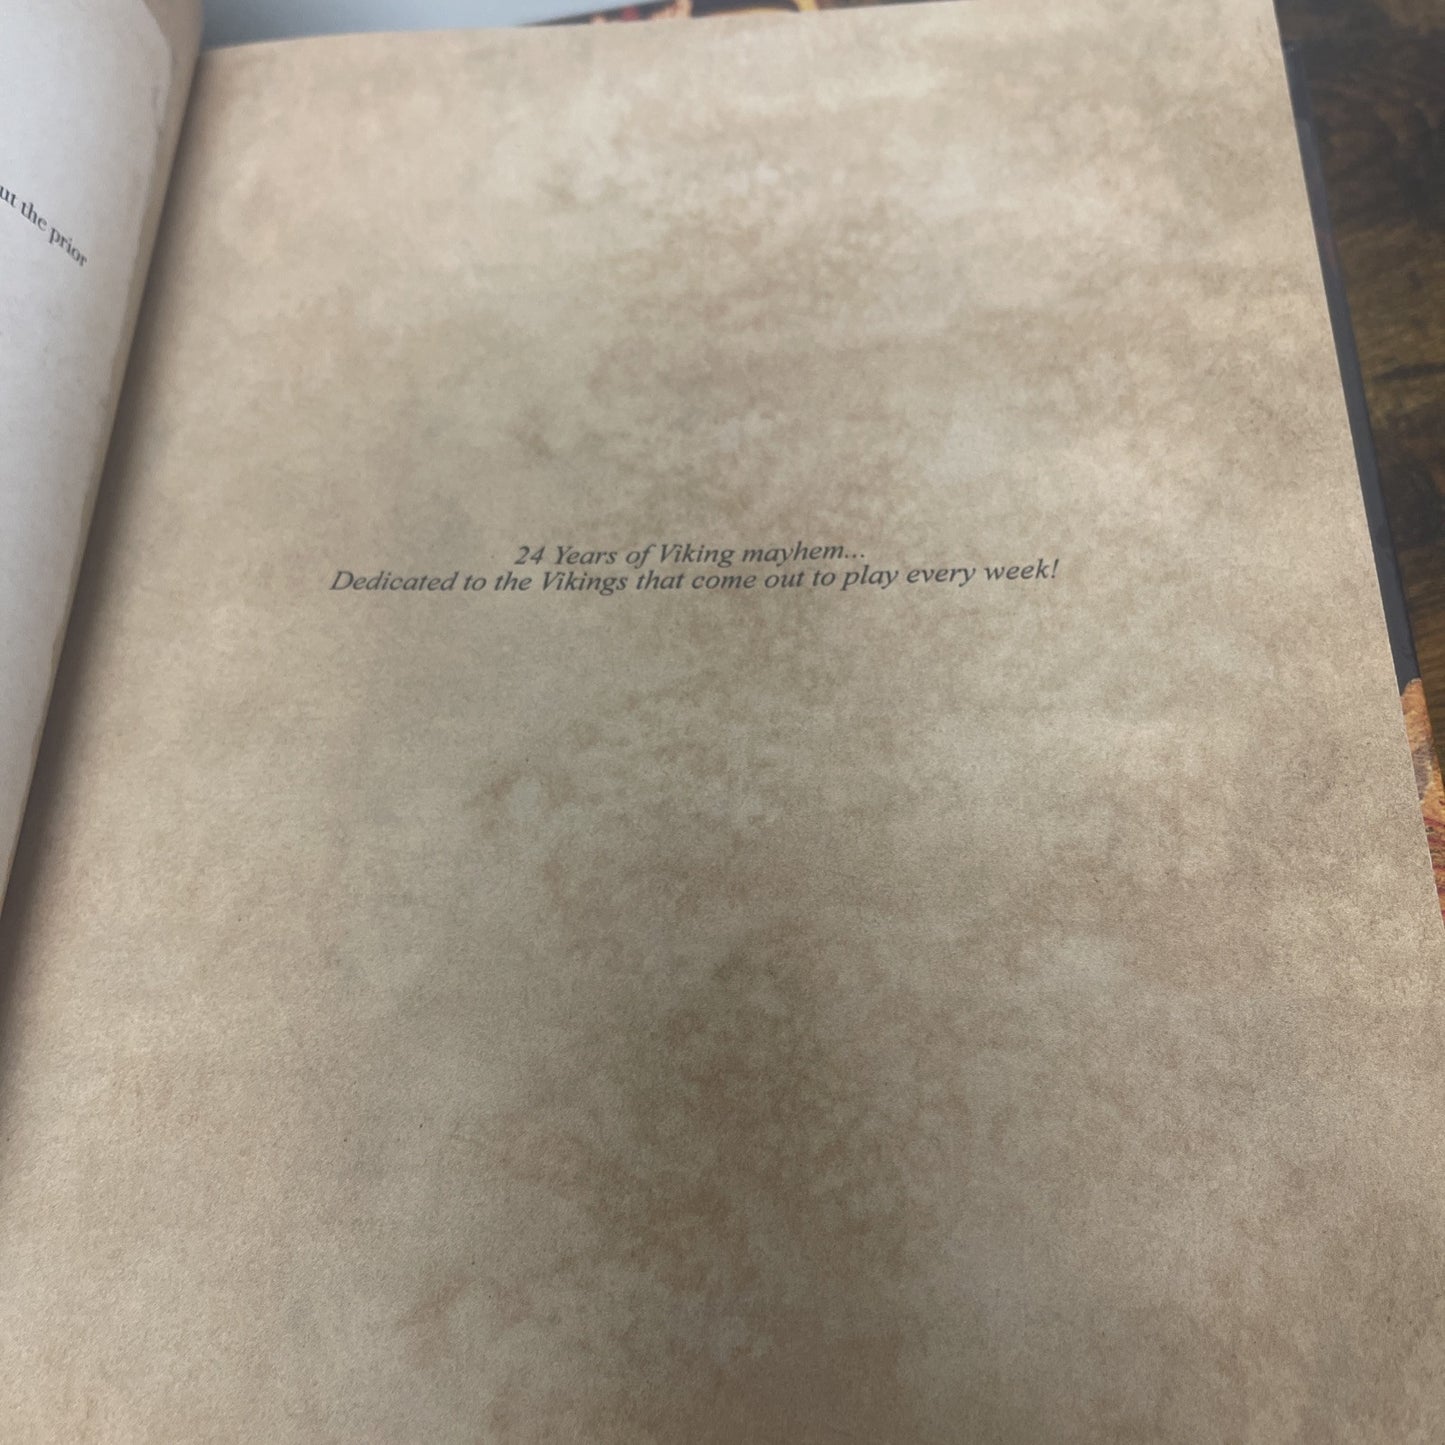 ut the prior
24 Years of Viking mayhem...
Dedicated to the Vikings that come out to play every week!